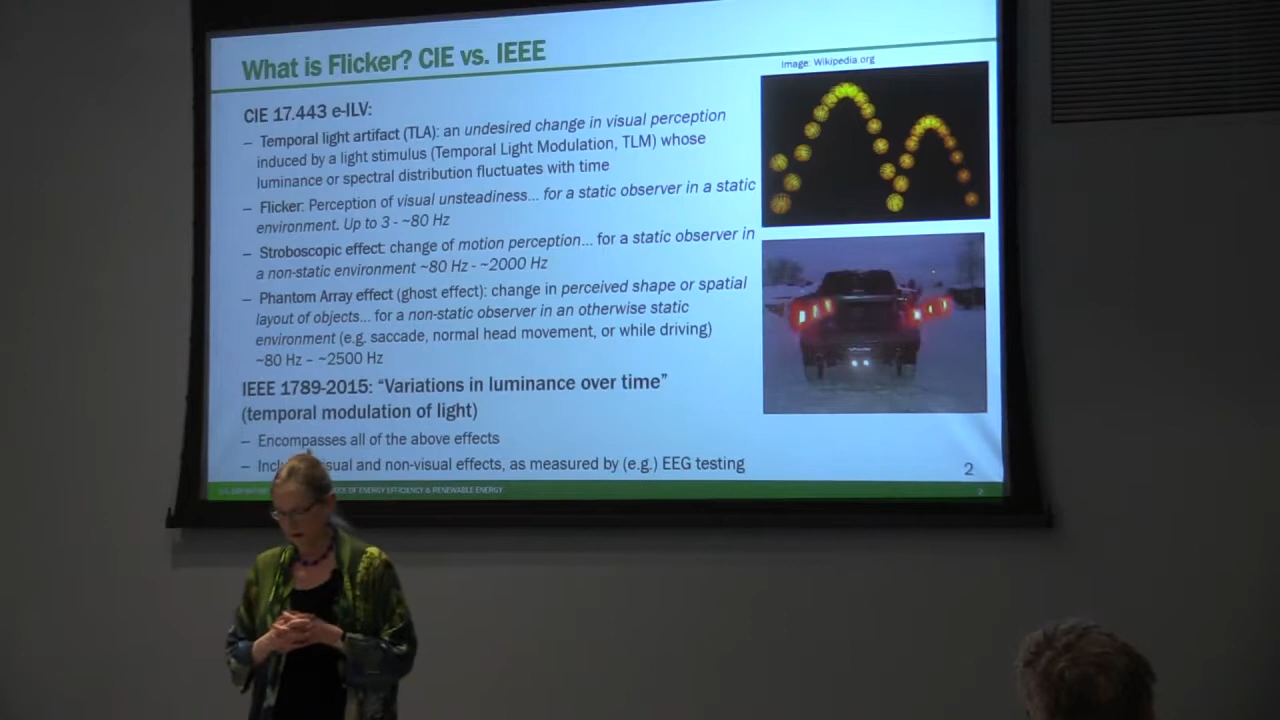 What is Flicker? CIE vs. IEEE
Image: Wikipedia.org
CIE 17.443 e-ILV:
– Temporal light artifact (TLA): an undesired change in visual perception
induced by a light stimulus (Temporal Light Modulation, TLM) whose
luminance or spectral distribution fluctuates with time
– Flicker: Perception of visual unsteadiness... for a static observer in a static
environment. Up to 3 - ~80 Hz
– Stroboscopic effect: change of motion perception... for a static observer in
a non-static environment ~80 Hz - ~2000 Hz
– Phantom Array effect (ghost effect): change in perceived shape or spatial
layout of objects... for a non-static observer in an otherwise static
environment (e.g. saccade, normal head movement, or while driving)
~80 Hz – ~2500 Hz
IEEE 1789-2015: “Variations in luminance over time”
(temporal modulation of light)
– Encompasses all of the above effects
– and non-visual effects, as measured by (e.g.) EEG testing
2
OF ENERGY EFFICIENCY & RENEWABLE ENERGY
2